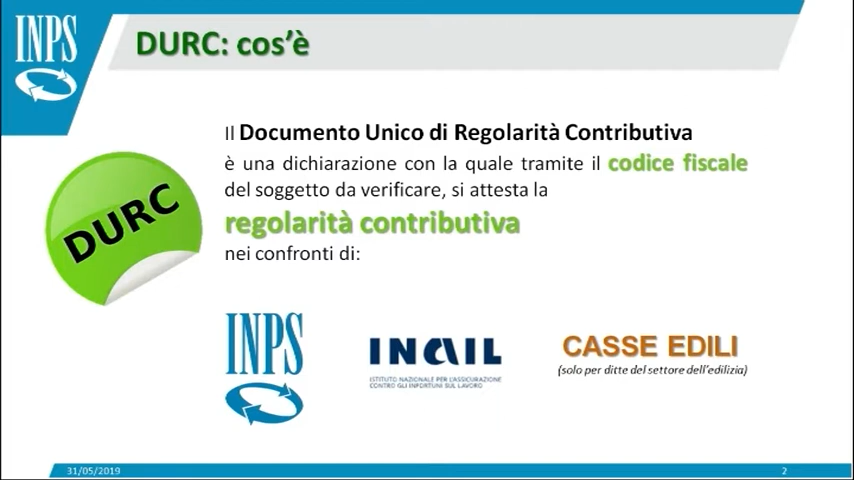 INPS
DURC: cos'è
Il Documento Unico di Regolarità Contributiva
è una dichiarazione con la quale tramite il codice fiscale
del soggetto da verificare, si attesta la
regolarità contributiva
nei confronti di:
DURC
INPS
INAIL
ISTITUTO NAZIONALE PER L'ASSICURAZIONE
CONTRO GLI INFORTUNI SUL LAVORO
CASSE EDILI
(solo per ditte del settore dell'edilizia)
31/05/2019
2